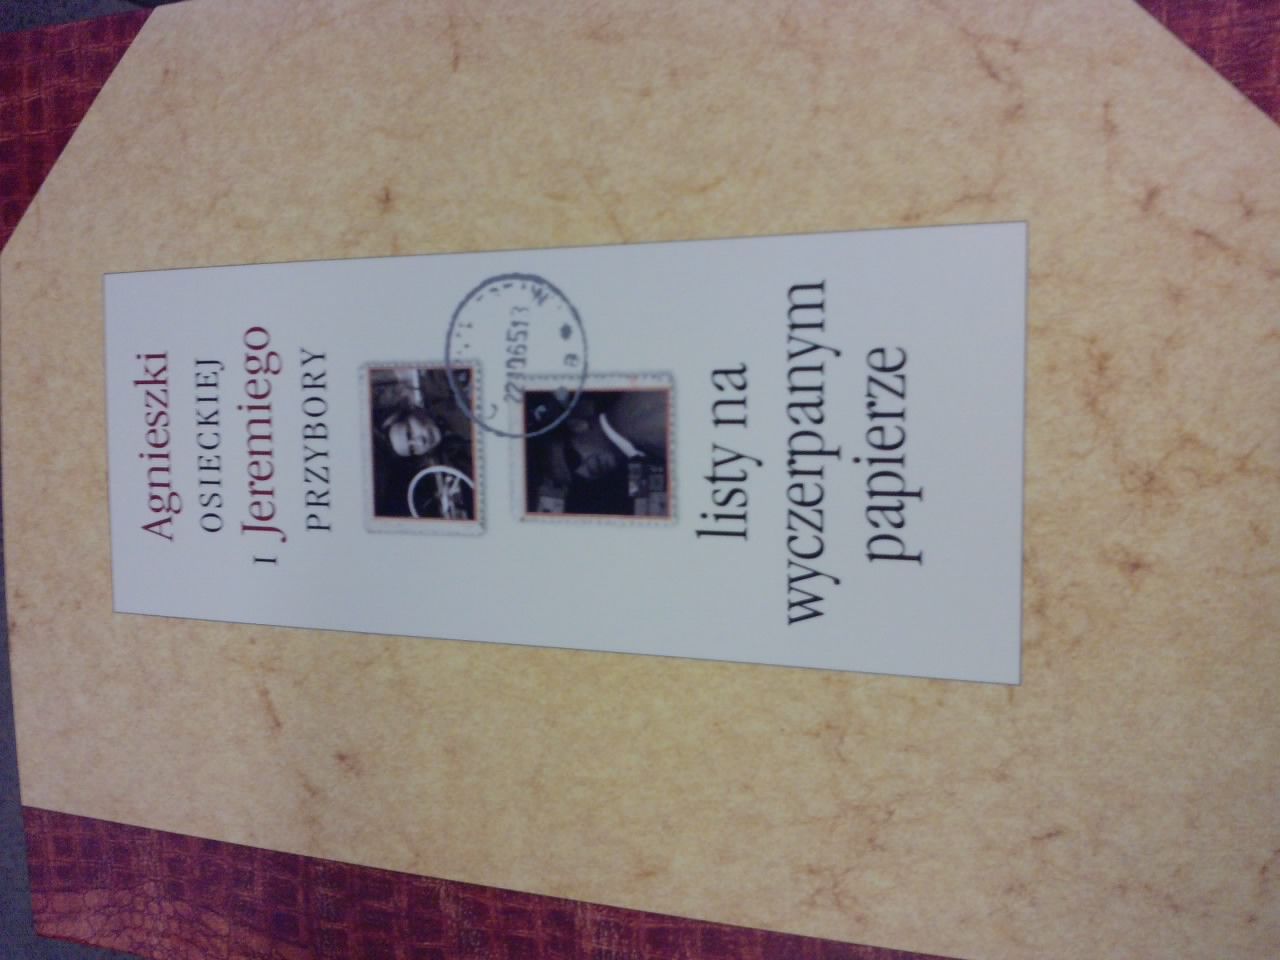 Agnieszki
OSIECKIEJ
I Jeremiego
PRZYBORY
listy na
wyczerpanym
papierze